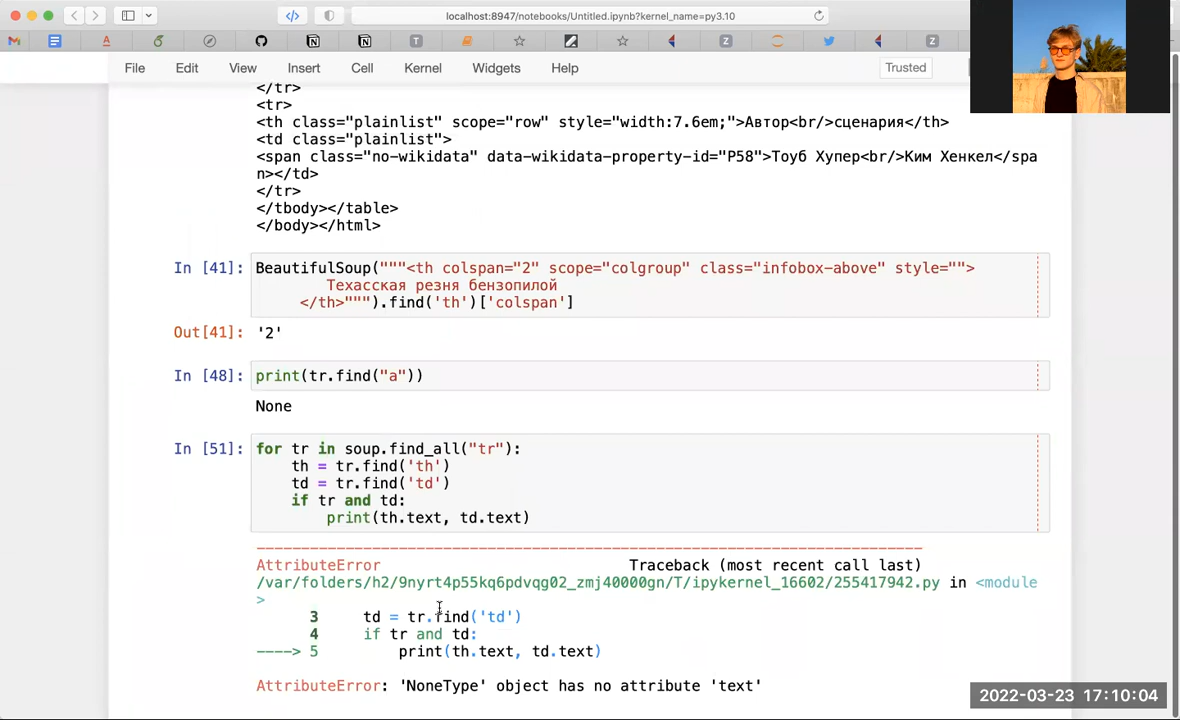 localhost:8947/notebooks/Untitled.ipynb?kernel_name=py3.10
File Edit View Insert Cell Kernel Widgets Help Trusted
</tr>
<tr>
<th class="plainlist" scope="row" style="width:7.6em;">Автор<br/>сценария</th>
<td class="plainlist">
<span class="no-wikidata" data-wikidata-property-id="P58">Тоуб Хупер<br/>Ким Хенкел</spa
n></td>
</tr>
</tbody></table>
</body></html>
In [41]: BeautifulSoup("""<th colspan="2" scope="colgroup" class="infobox-above" style="">
Техасская резня бензопилой
</th>""").find('th')['colspan']
Out[41]: '2'
In [48]: print(tr.find("a"))
None
In [51]: for tr in soup.find_all("tr"):
th = tr.find('th')
td = tr.find('td')
if tr and td:
print(th.text, td.text)
---------------------------------------------------------------------------
AttributeError Traceback (most recent call last)
/var/folders/h2/9nyrt4p55kq6pdvqg02_zmj40000gn/T/ipykernel_16602/255417942.py in <module
>
3 td = tr.find('td')
4 if tr and td:
----> 5 print(th.text, td.text)
AttributeError: 'NoneType' object has no attribute 'text'
2022-03-23 17:10:04